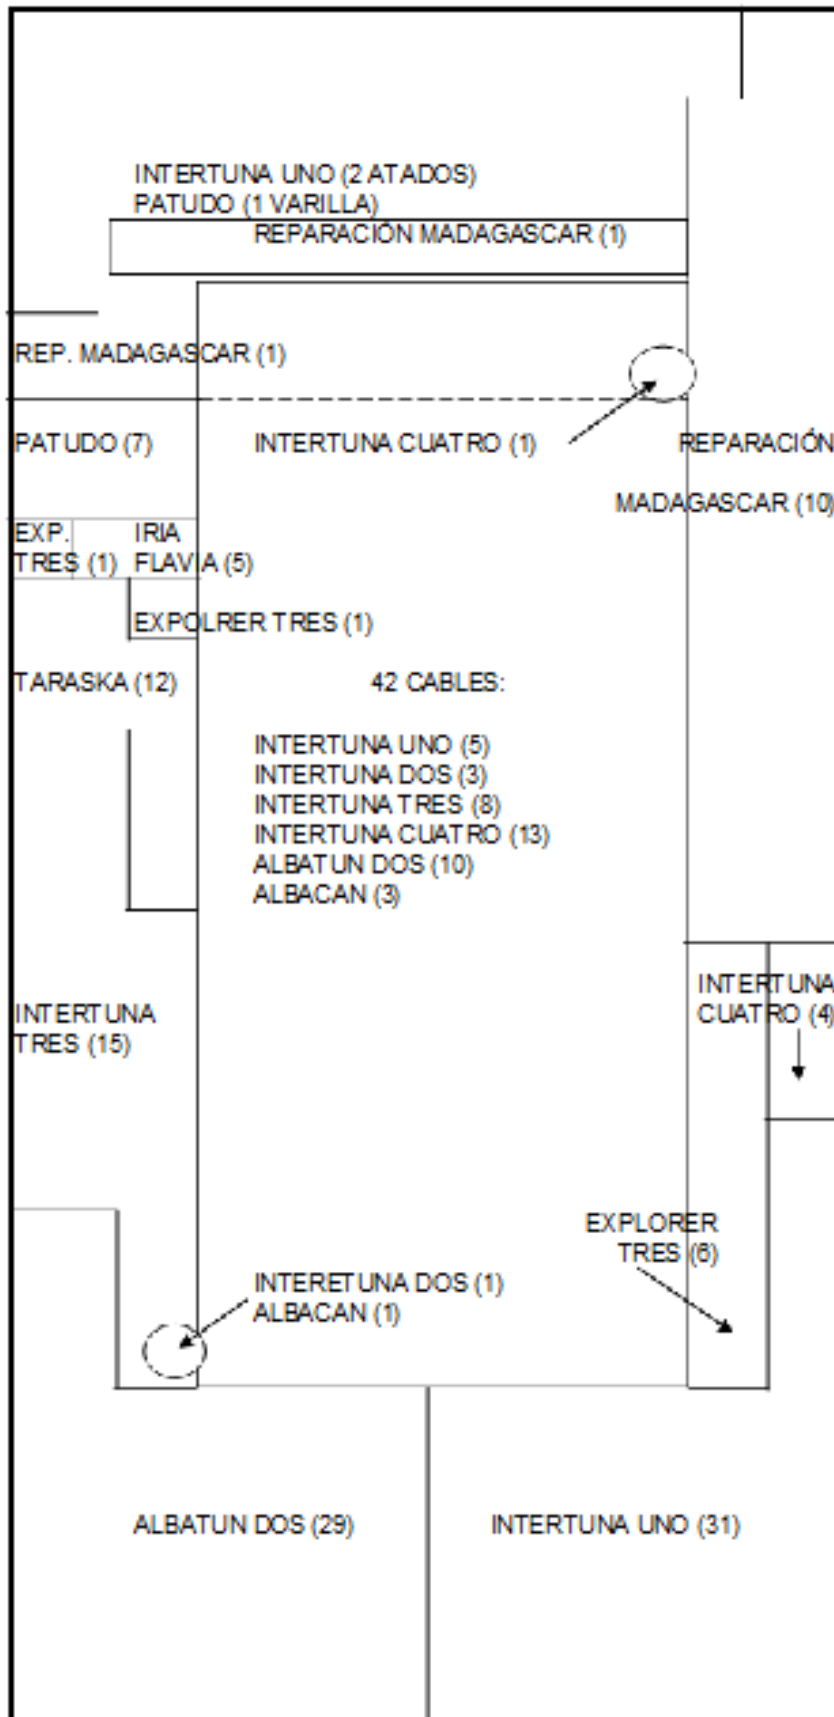 INTERTUNA UNO (2 ATADOS)
PATUDO (1 VARILLA)
REPARACIÓN MADAGASCAR (1)
REP. MADAGASCAR (1)
PATUDO (7)
INTERTUNA CUATRO (1)
REPARACIÓN
MADAGASCAR (10)
EXP.
TRES (1)
IRIA
FLAVIA (5)
EXPOLRER TRES (1)
TARASKA (12)
42 CABLES:
INTERTUNA UNO (5)
INTERTUNA DOS (3)
INTERTUNA TRES (8)
INTERTUNA CUATRO (13)
ALBATUN DOS (10)
ALBACAN (3)
INTERTUNA
CUATRO (4)
INTERTUNA
TRES (15)
EXPLORER
TRES (6)
INTERETUNA DOS (1)
ALBACAN (1)
ALBATUN DOS (29)
INTERTUNA UNO (31)